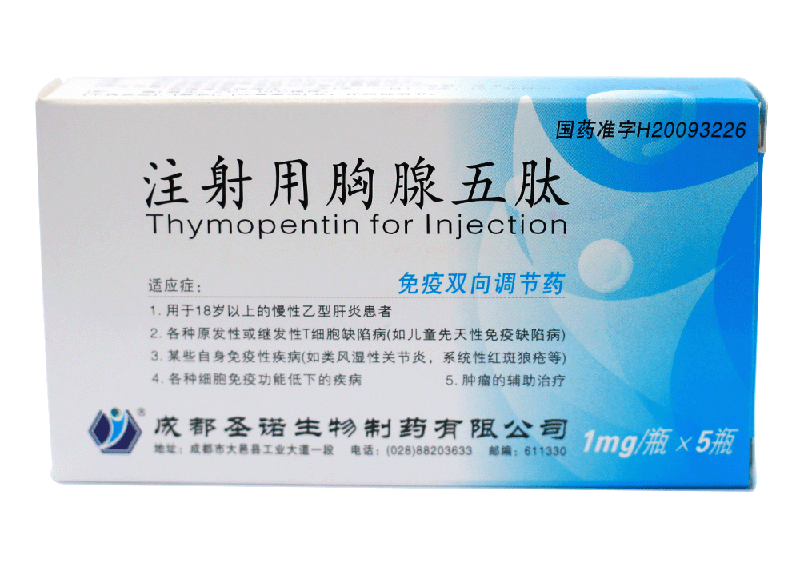 国药准字H20093226
注射用胸腺五肽
Thymopentin for Injection
适应症：
免疫双向调节药
1. 用于18岁以上的慢性乙型肝炎患者
2. 各种原发性或继发性T细胞缺陷病(如儿童先天性免疫缺陷病)
3. 某些自身免疫性疾病(如类风湿性关节炎，系统性红斑狼疮等)
4. 各种细胞免疫功能低下的疾病 5. 肿瘤的辅助治疗
® 成都圣诺生物制药有限公司
地址：成都市大邑县工业大道一段 电话：(028)88203633 邮编：611330
1mg/瓶×5瓶